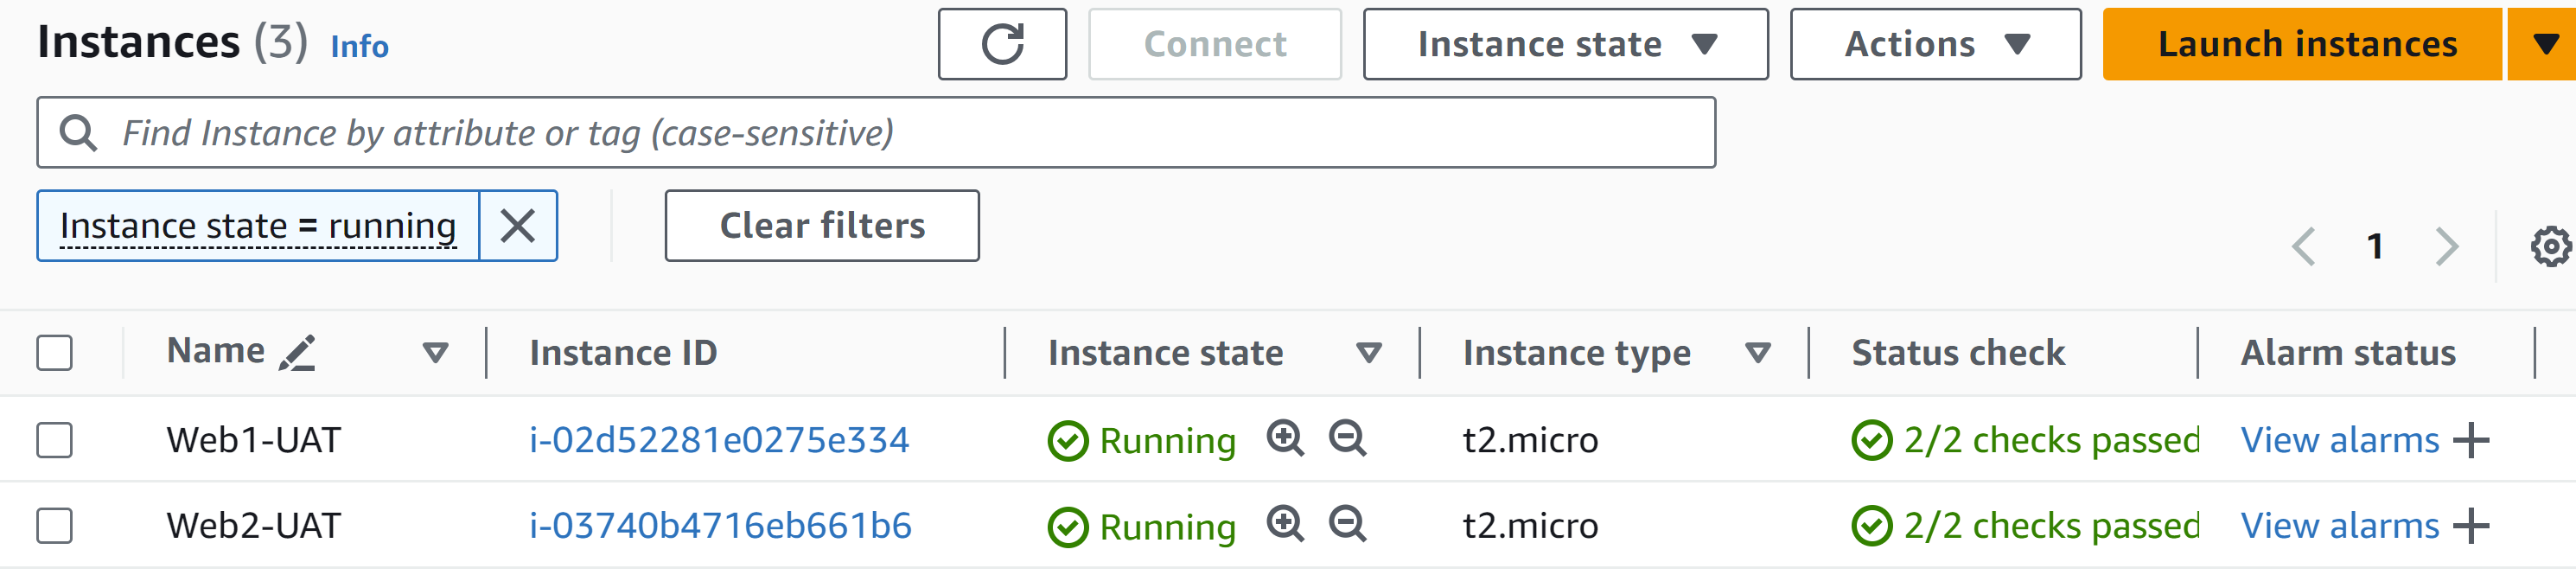 Instances (3) Info Connect Instance state Actions Launch instances
Find Instance by attribute or tag (case-sensitive)
Instance state = running Clear filters 1
Name Instance ID Instance state Instance type Status check Alarm status
Web1-UAT i-02d52281e0275e334 Running t2.micro 2/2 checks passed View alarms +
Web2-UAT i-03740b4716eb661b6 Running t2.micro 2/2 checks passed View alarms +